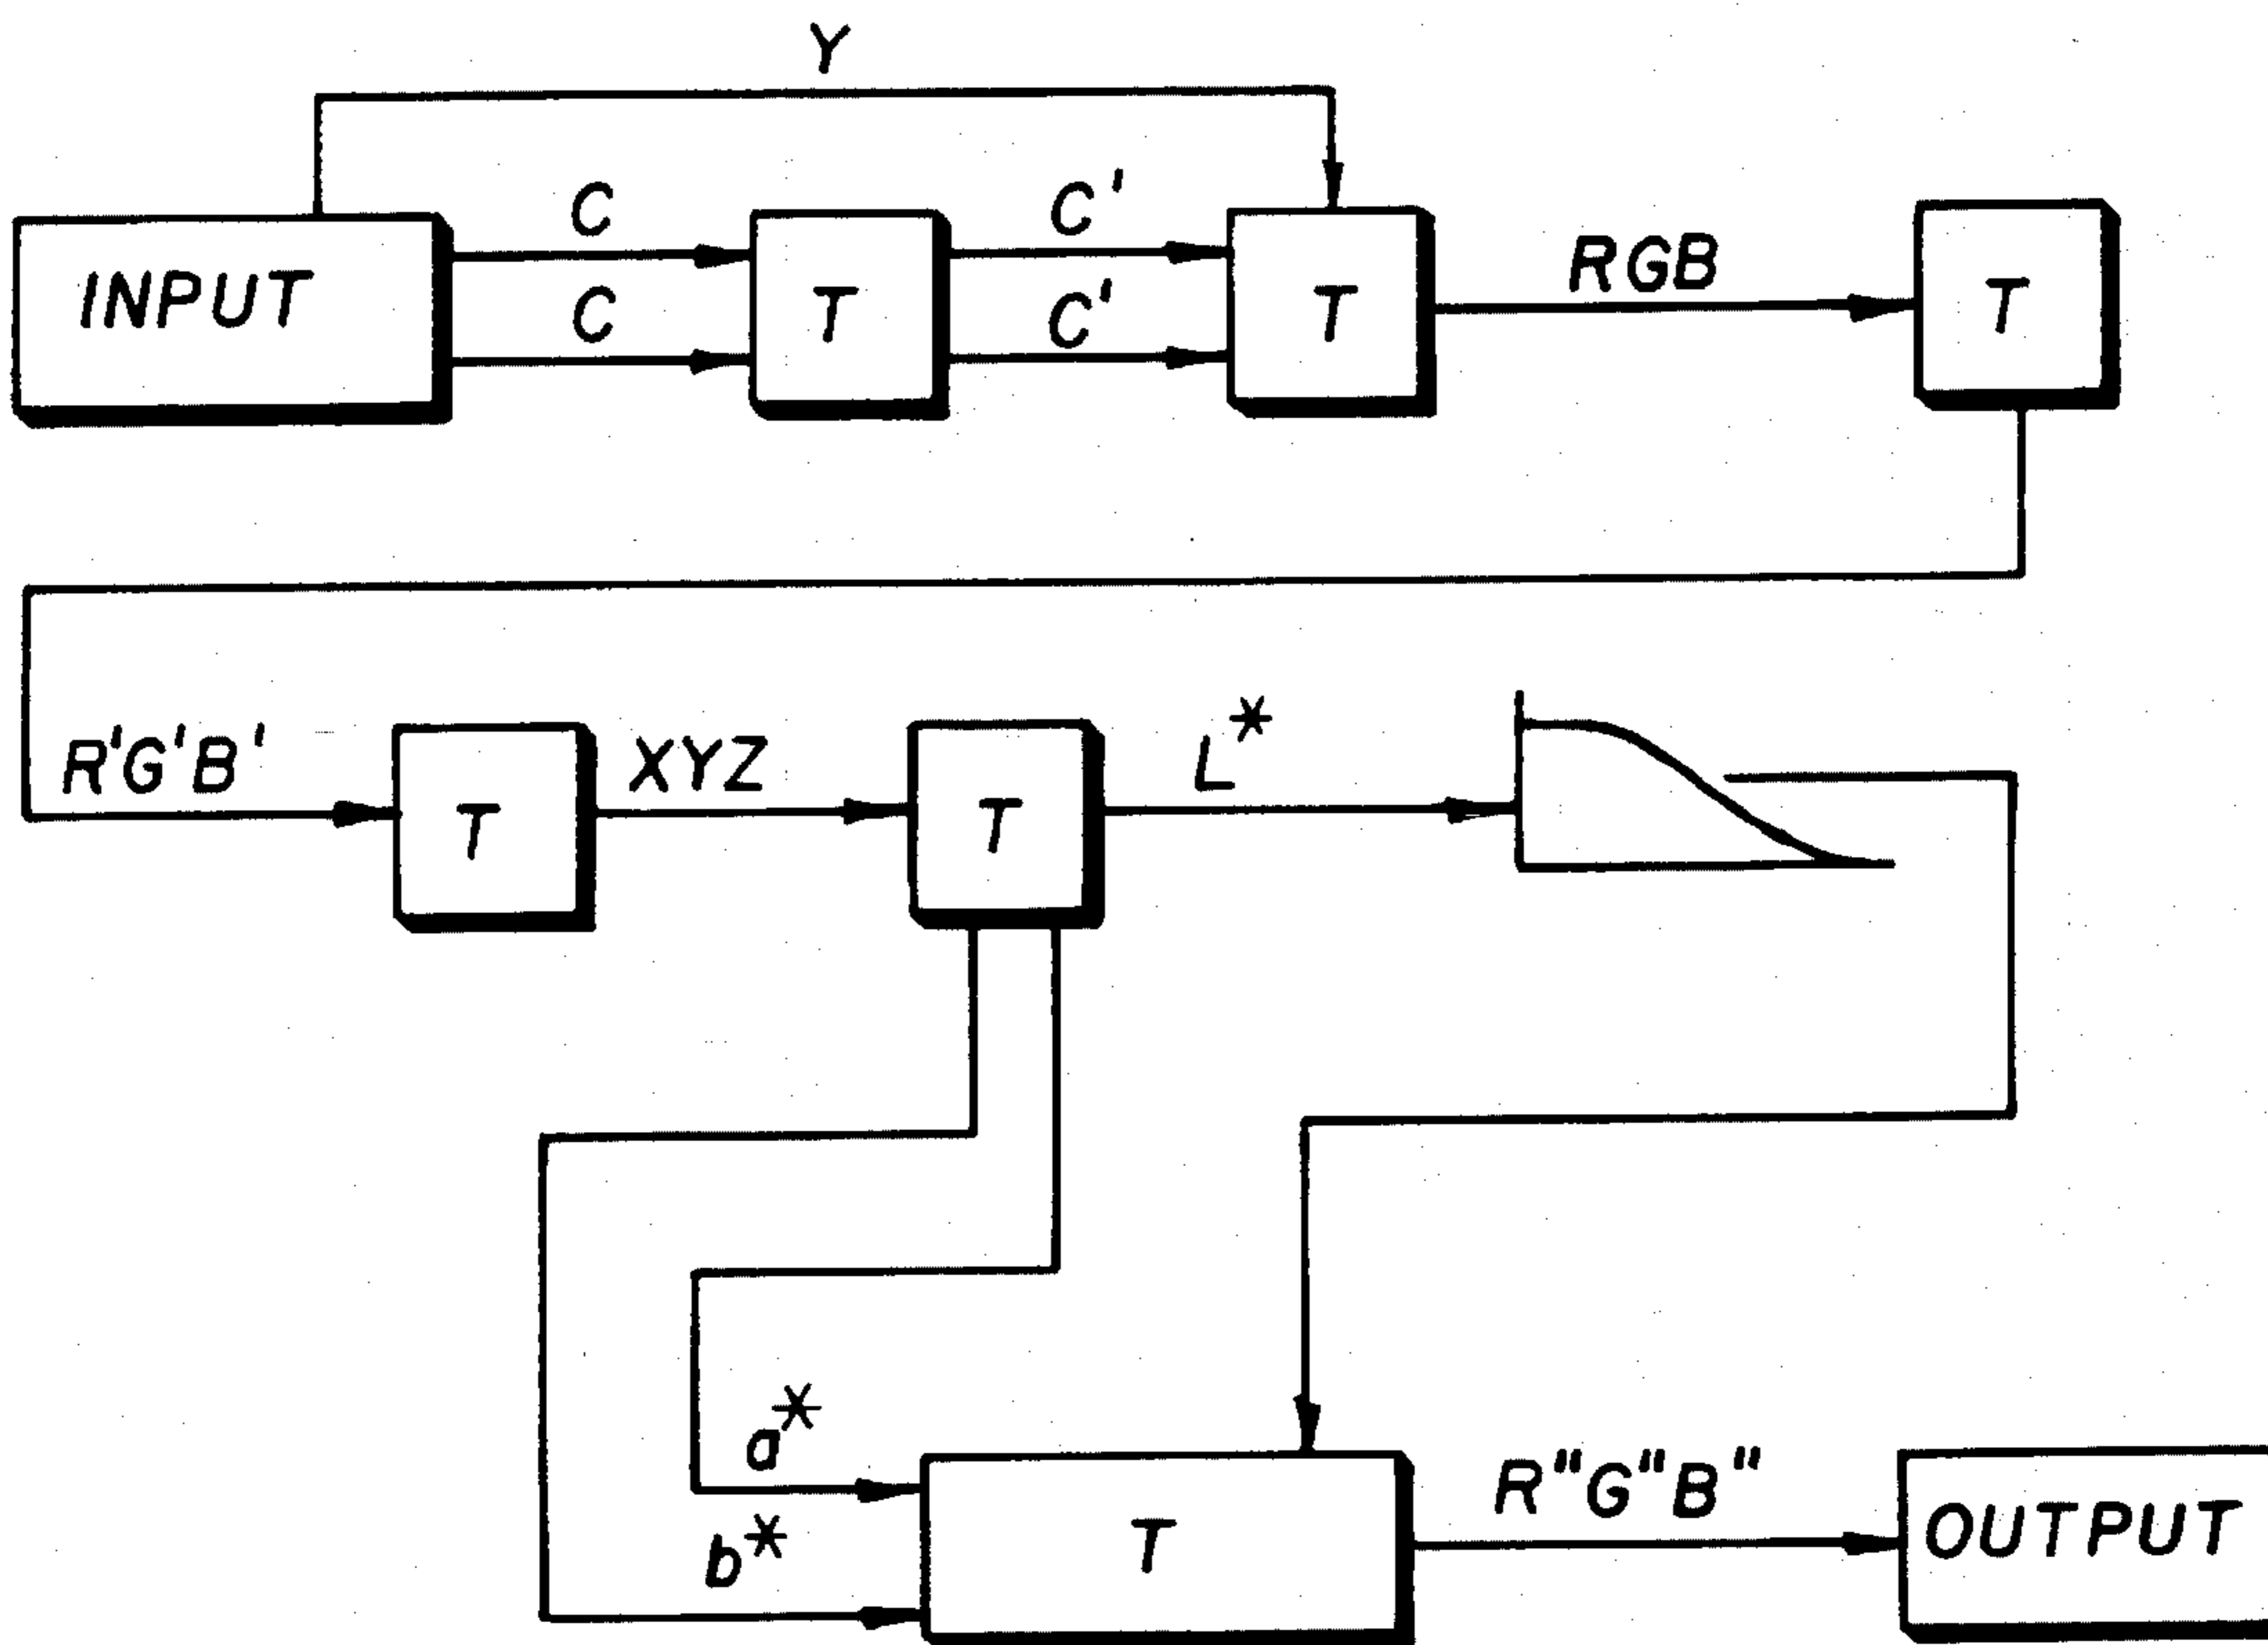 Y
C
C'
INPUT
C
T
C'
T
RGB
T
R'G'B'
T
XYZ
T
L*
a*
b*
T
R"G"B"
OUTPUT